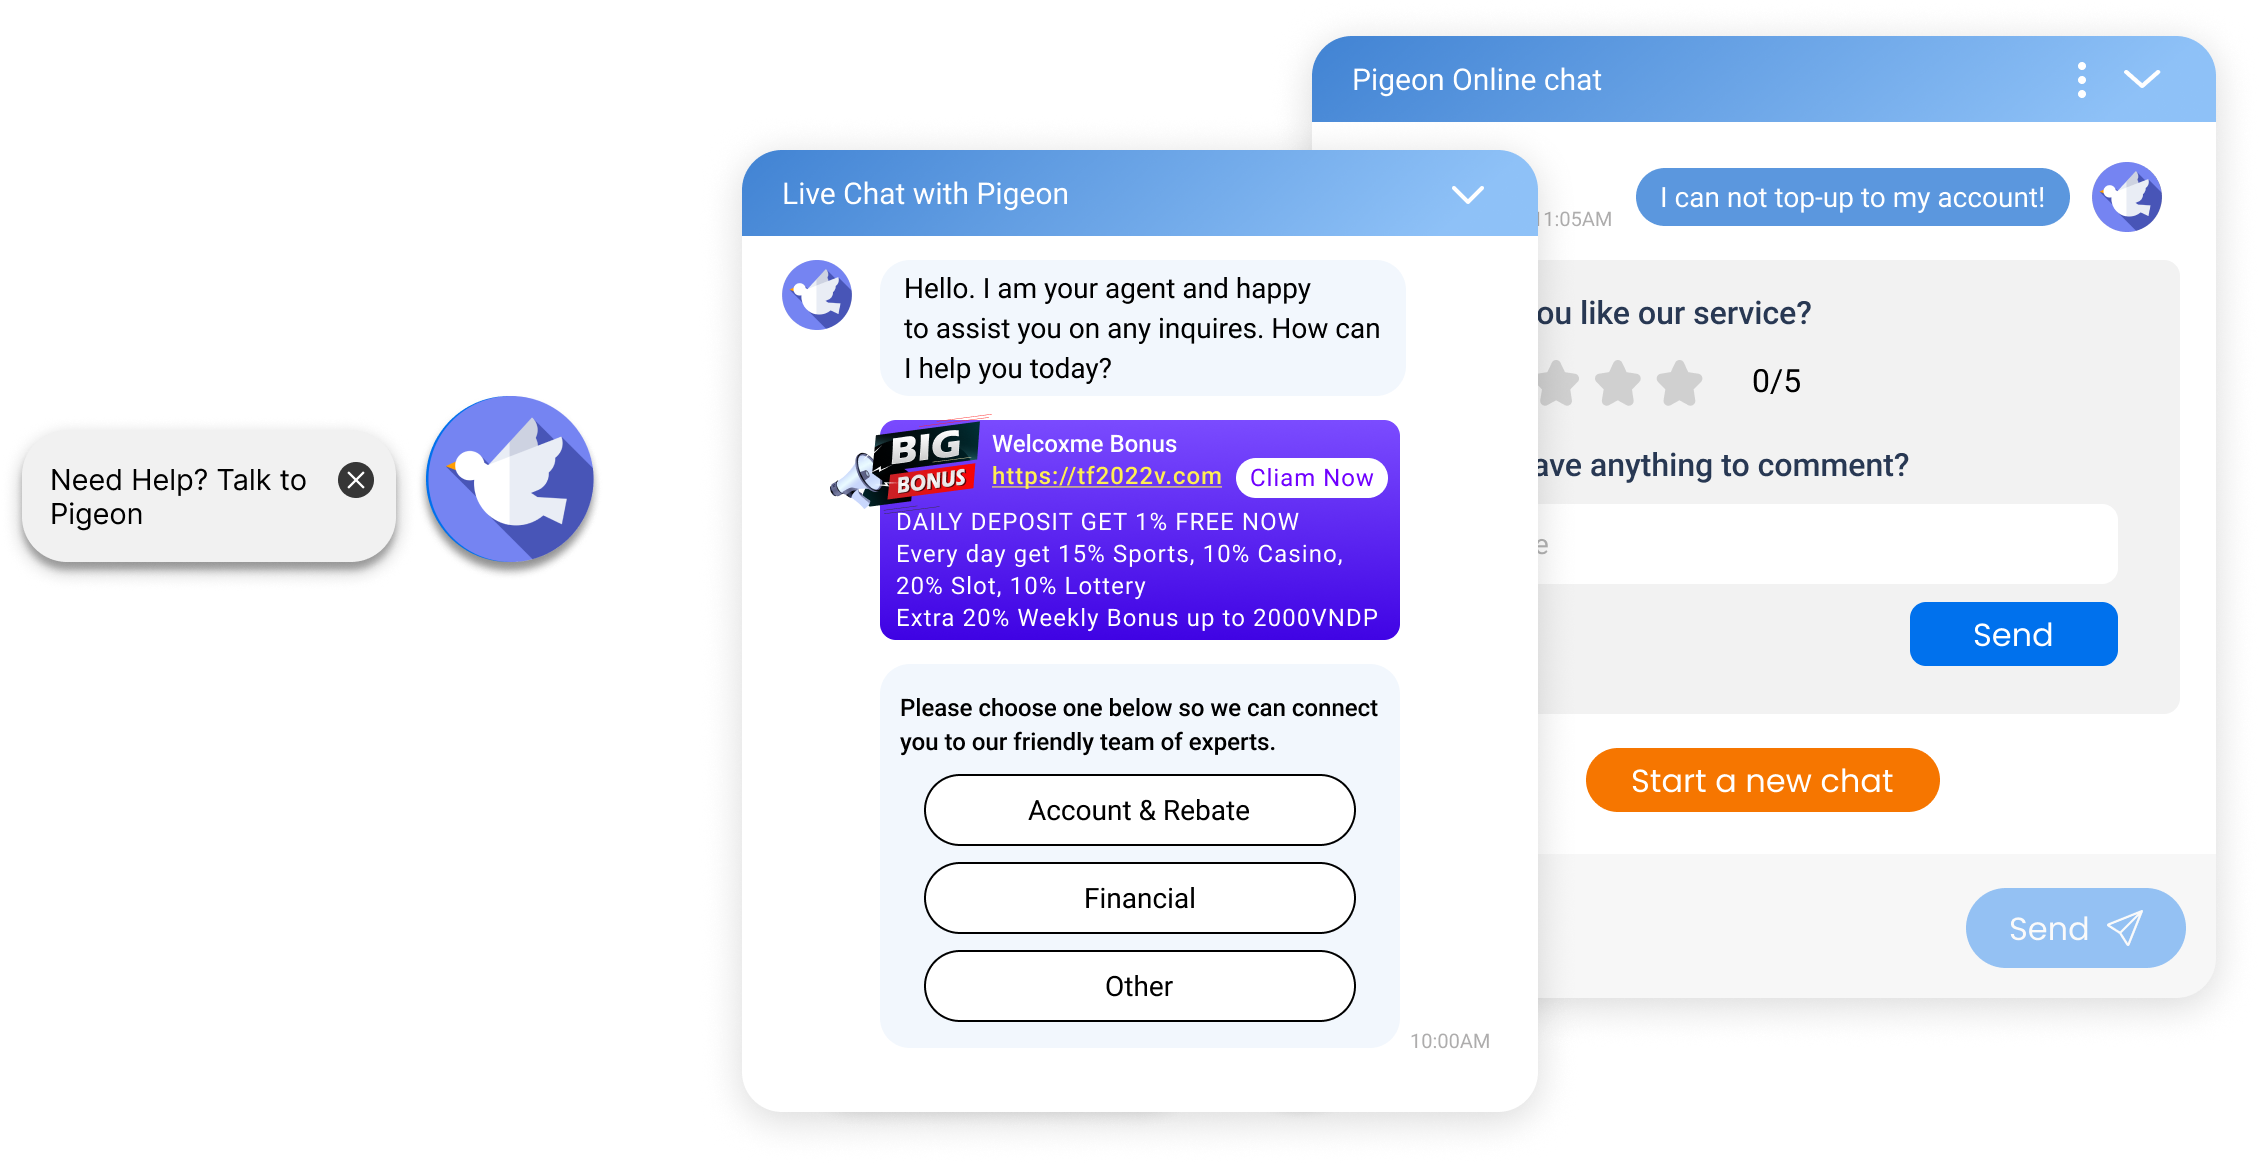 Need Help? Talk to
Pigeon
Live Chat with Pigeon
Hello. I am your agent and happy
to assist you on any inquires. How can
I help you today?
BIG
BONUS
Welcoxme Bonus
https://tf2022v.com
Cliam Now
DAILY DEPOSIT GET 1% FREE NOW
Every day get 15% Sports, 10% Casino,
20% Slot, 10% Lottery
Extra 20% Weekly Bonus up to 2000VNDP
Please choose one below so we can connect
you to our friendly team of experts.
Account & Rebate
Financial
Other
10:00AM
Pigeon Online chat
I can not top-up to my account!
11:05AM
ou like our service?
0/5
ave anything to comment?
e
Send
Start a new chat
Send